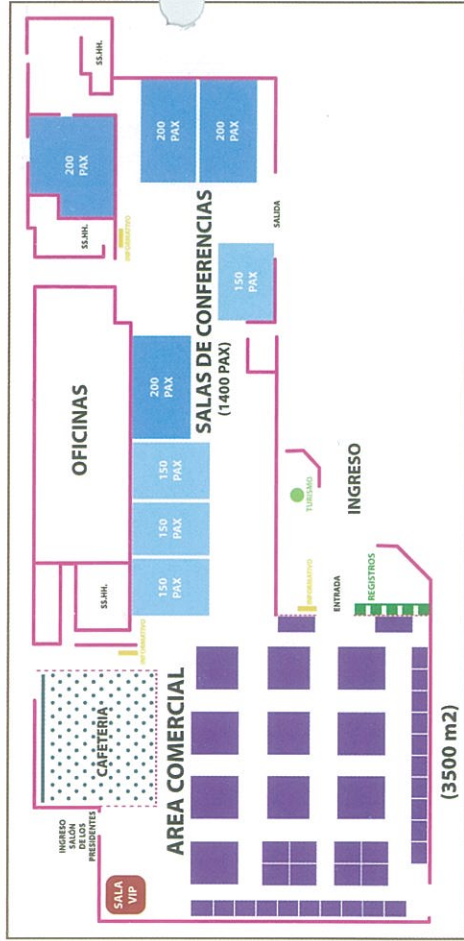 INGRESO
SALÓN
DE LOS
PRESIDENTES
SALA
VIP
CAFETERIA
AREA COMERCIAL
(3500 m2)
INFORMATIVO
SS.HH.
OFICINAS
150
PAX
150
PAX
150
PAX
200
PAX
SALAS DE CONFERENCIAS
(1400 PAX)
SS.HH.
INFORMATIVO
200
PAX
SS.HH.
200
PAX
200
PAX
150
PAX
SALIDA
INFORMATIVO
ENTRADA
REGISTROS
TURISMO
INGRESO